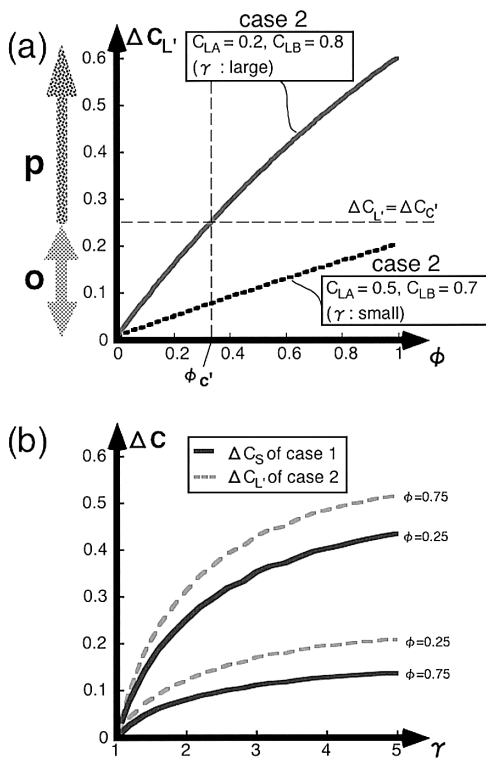 case 2
(a)
ΔC_L'
C_LA = 0.2, C_LB = 0.8
(γ : large)
0.6
0.5
p
0.4
0.3
ΔC_L' = ΔC_C'
0.2
o
case 2
0.1
C_LA = 0.5, C_LB = 0.7
(γ : small)
0
0 0.2 0.4 0.6 0.8 1 ϕ
ϕ_C'
(b)
ΔC
0.6
ΔC_S of case 1
ΔC_L' of case 2
0.5
ϕ=0.75
0.4
ϕ=0.25
0.3
0.2
ϕ=0.25
0.1
ϕ=0.75
0
1 2 3 4 5 γ